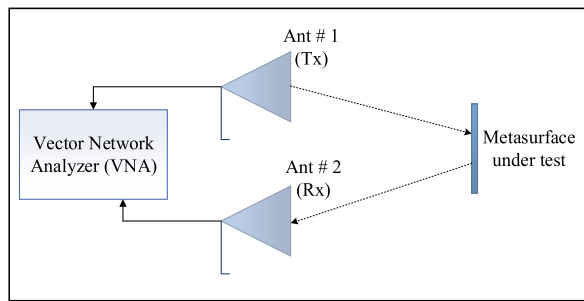 Ant # 1
(Tx)
Vector Network
Analyzer (VNA)
Metasurface
under test
Ant # 2
(Rx)